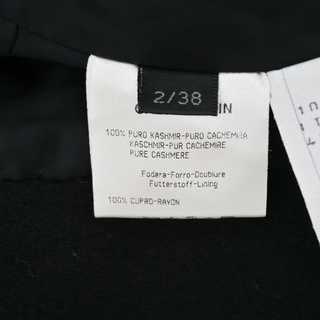 2/38
IN
100% PURO KASHMIR-PURO CACHEMIRA
KASCHMIR-PUR CACHEMIRE
PURE CASHMERE
Fodera-Forro-Doublure
Futterstoff-Lining
100% CUPRO-RAYON